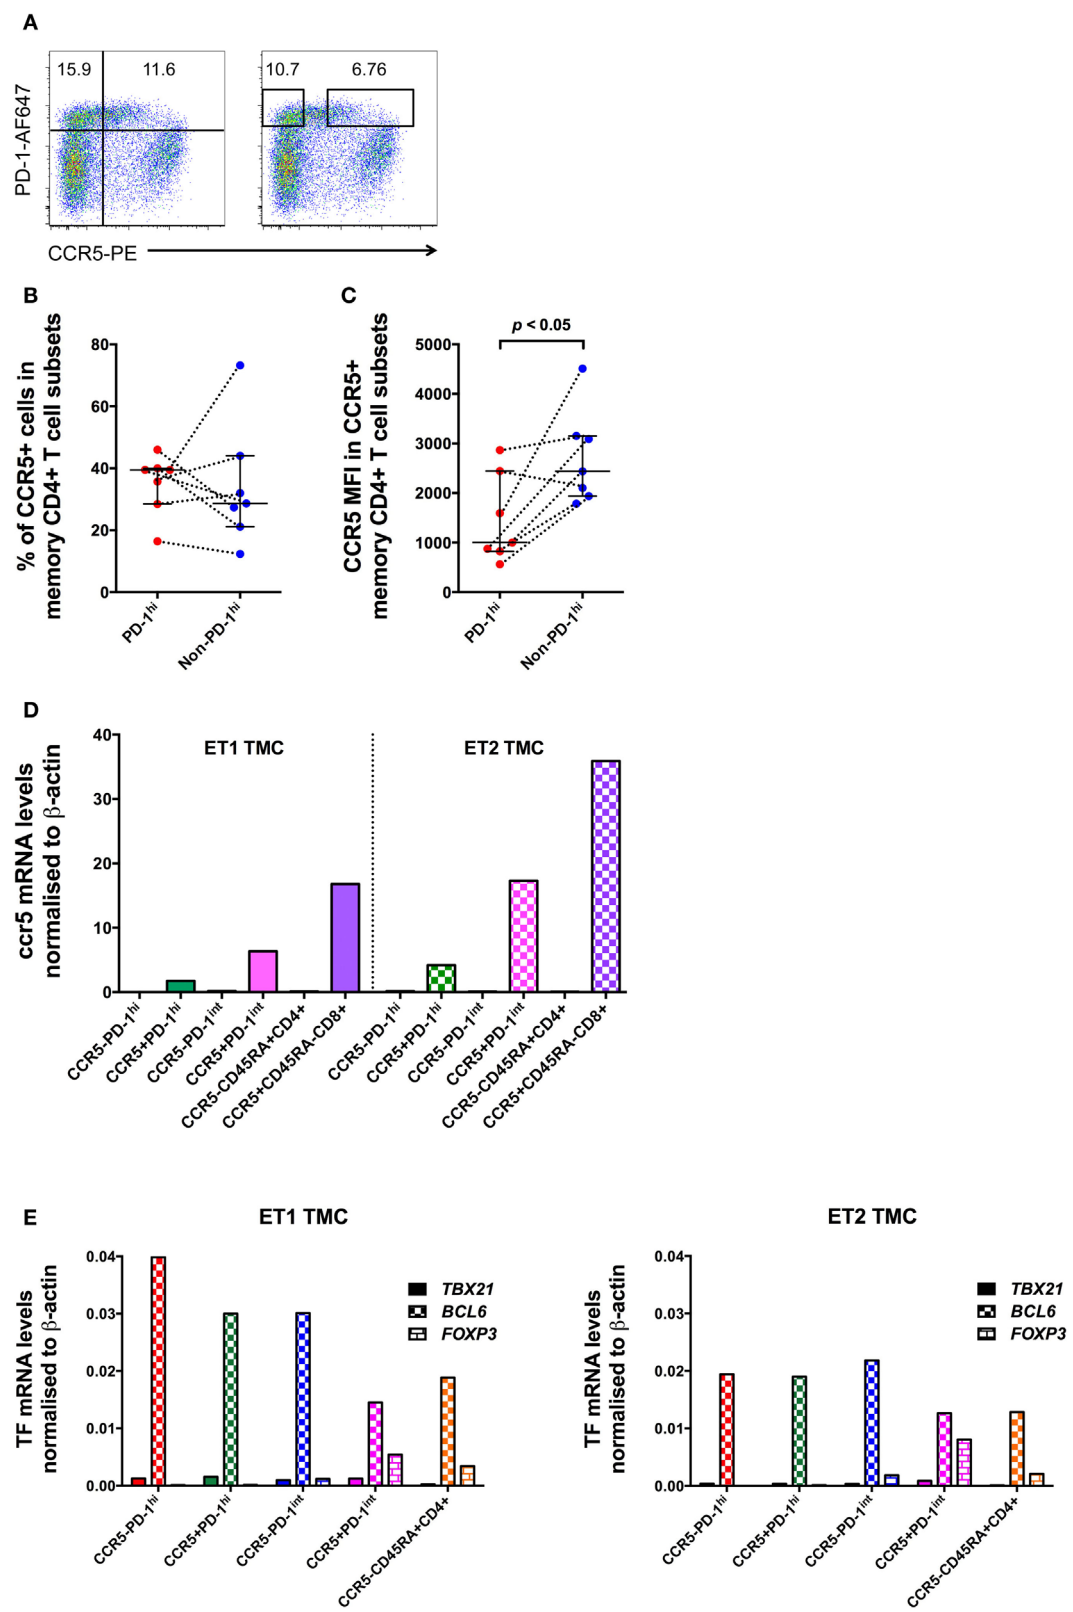 A
15.9 11.6
10.7 6.76
PD-1-AF647
CCR5-PE
B
% of CCR5+ cells in
memory CD4+ T cell subsets
80
60
40
20
0
PD-1hi
Non-PD-1hi
C
p < 0.05
CCR5 MFI in CCR5+
memory CD4+ T cell subsets
5000
4000
3000
2000
1000
0
PD-1hi
Non-PD-1hi
D
ccr5 mRNA levels
normalised to β-actin
40
30
20
10
0
ET1 TMC
ET2 TMC
CCR5-PD-1hi
CCR5+PD-1hi
CCR5-PD-1int
CCR5+PD-1int
CCR5-CD45RA+CD4+
CCR5+CD45RA-CD8+
CCR5-PD-1hi
CCR5+PD-1hi
CCR5-PD-1int
CCR5+PD-1int
CCR5-CD45RA+CD4+
CCR5+CD45RA-CD8+
E
ET1 TMC
TF mRNA levels
normalised to β-actin
0.04
0.03
0.02
0.01
0.00
TBX21
BCL6
FOXP3
CCR5-PD-1hi
CCR5+PD-1hi
CCR5-PD-1int
CCR5+PD-1int
CCR5-CD45RA+CD4+
ET2 TMC
TF mRNA levels
normalised to β-actin
0.04
0.03
0.02
0.01
0.00
TBX21
BCL6
FOXP3
CCR5-PD-1hi
CCR5+PD-1hi
CCR5-PD-1int
CCR5+PD-1int
CCR5-CD45RA+CD4+